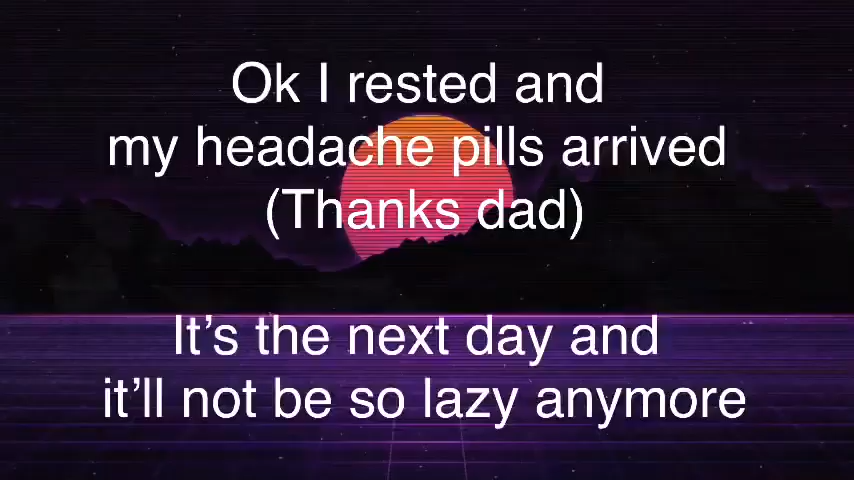 Ok I rested and
my headache pills arrived
(Thanks dad)
It’s the next day and
it’ll not be so lazy anymore